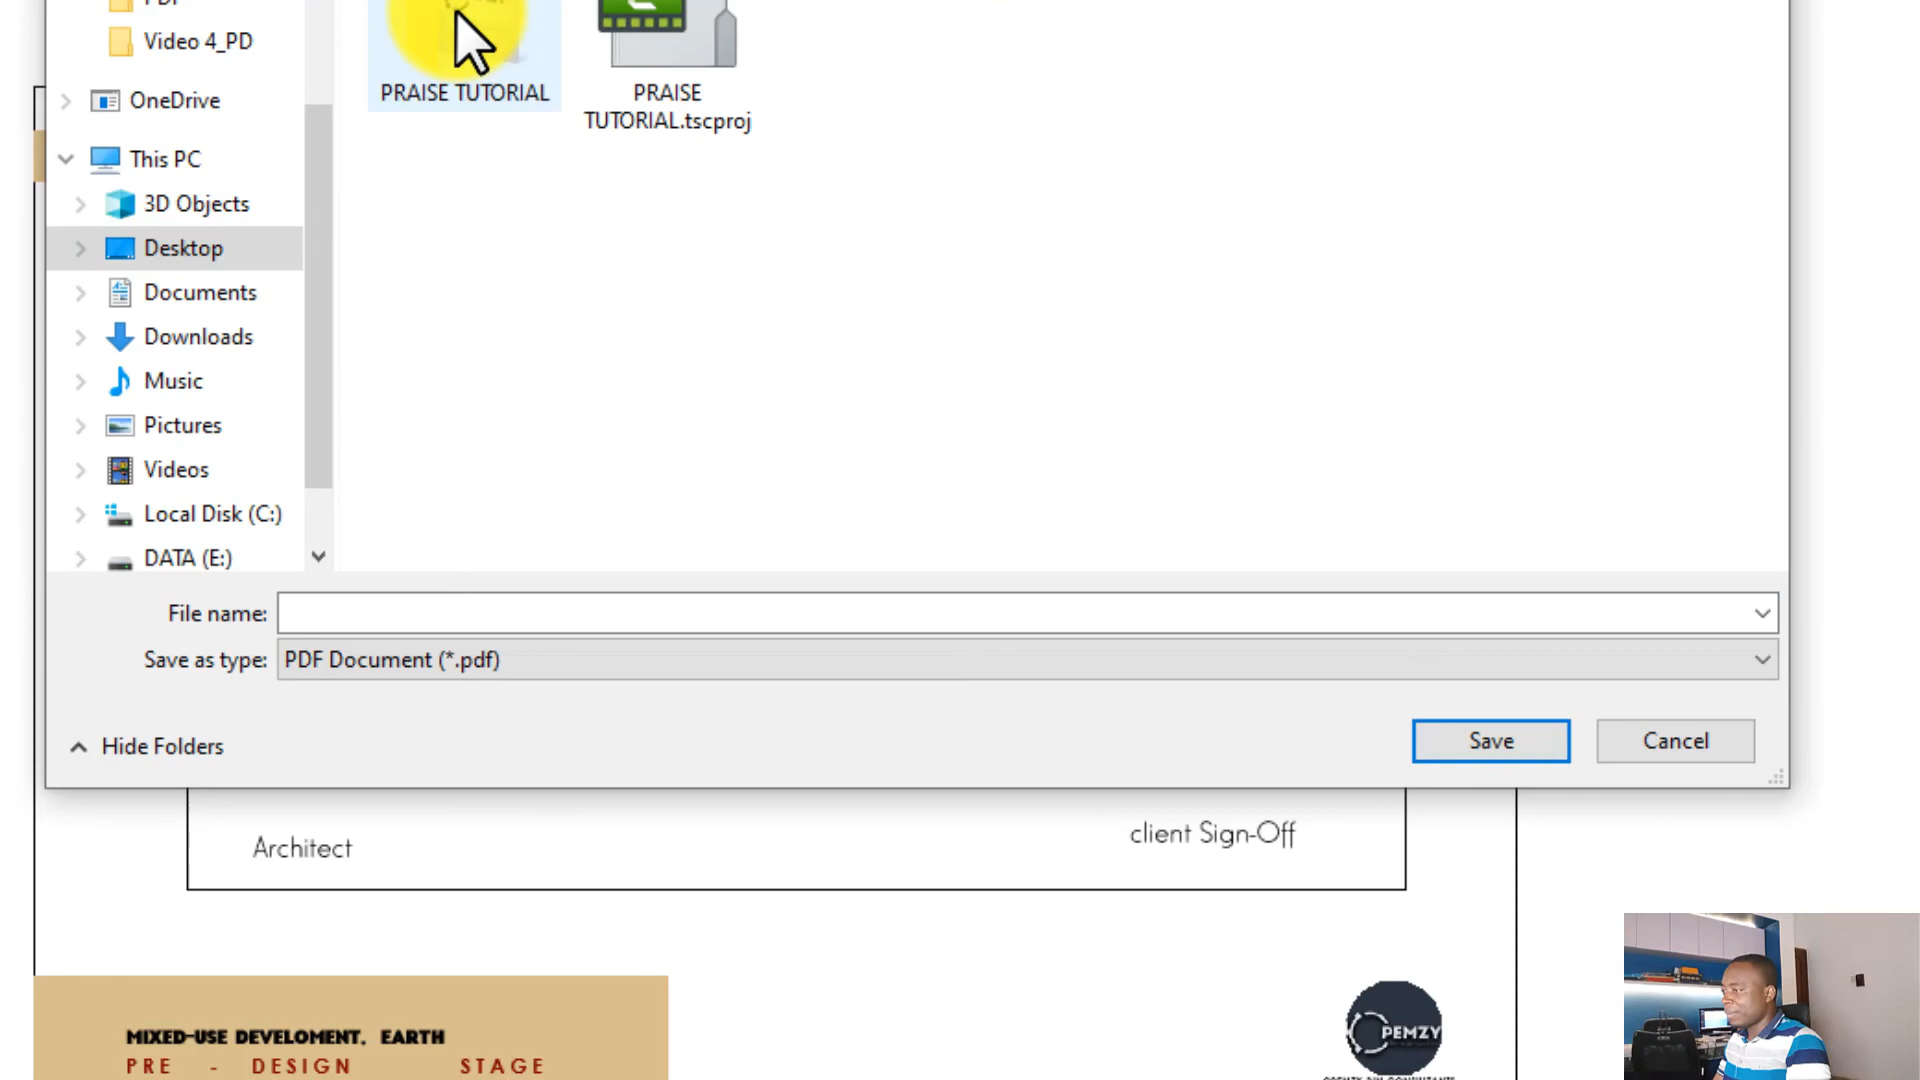 Video 4_PD
OneDrive
This PC
3D Objects
Desktop
Documents
Downloads
Music
Pictures
Videos
Local Disk (C:)
DATA (E:)
PRAISE TUTORIAL
PRAISE
TUTORIAL.tscproj
File name:
Save as type: PDF Document (*.pdf)
Hide Folders
Save
Cancel
Architect
client Sign-Off
MIXED-USE DEVELOMENT, EARTH
PRE - DESIGN STAGE
PEMZY